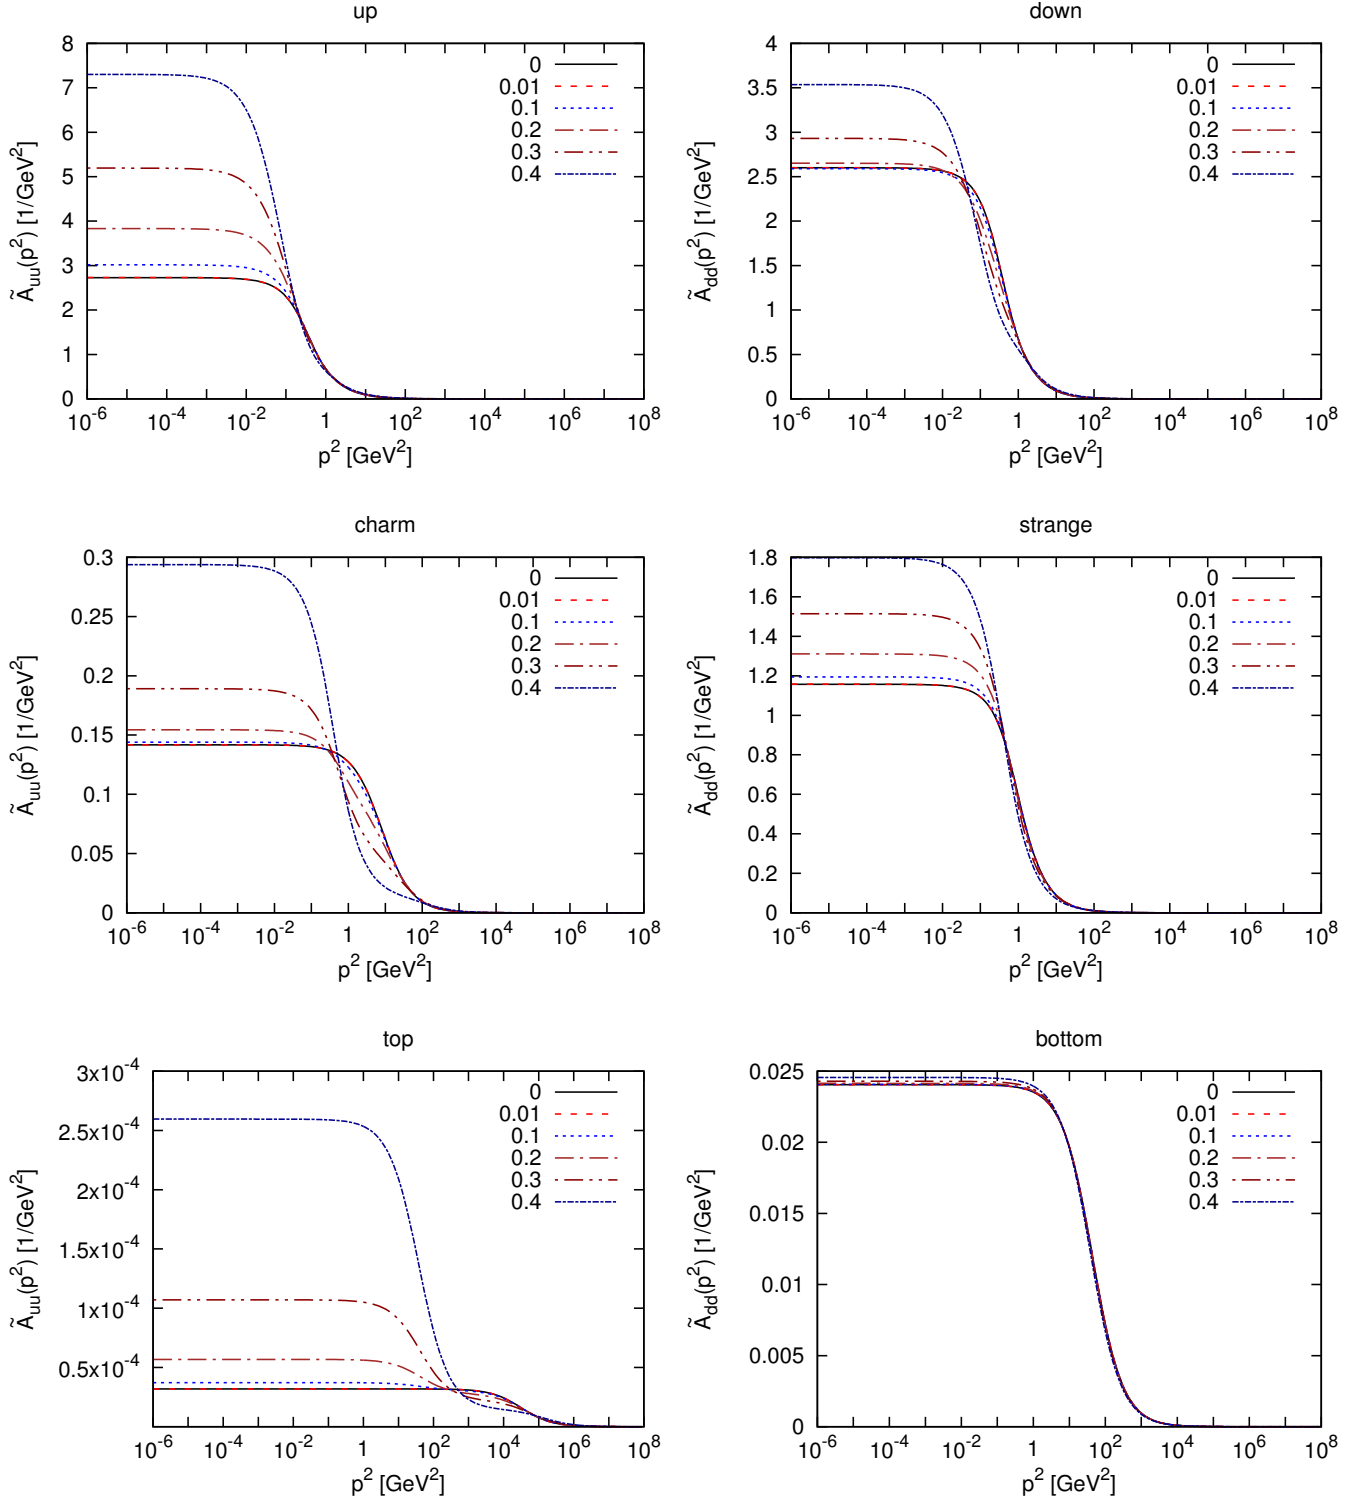 up
8
7
6
5
4
3
2
1
0
Ã_uu(p^2) [1/GeV^2]
0
0.01
0.1
0.2
0.3
0.4
10^-6 10^-4 10^-2 1 10^2 10^4 10^6 10^8
p^2 [GeV^2]
down
4
3.5
3
2.5
2
1.5
1
0.5
0
Ã_dd(p^2) [1/GeV^2]
0
0.01
0.1
0.2
0.3
0.4
10^-6 10^-4 10^-2 1 10^2 10^4 10^6 10^8
p^2 [GeV^2]
charm
0.3
0.25
0.2
0.15
0.1
0.05
0
Ã_uu(p^2) [1/GeV^2]
0
0.01
0.1
0.2
0.3
0.4
10^-6 10^-4 10^-2 1 10^2 10^4 10^6 10^8
p^2 [GeV^2]
strange
1.8
1.6
1.4
1.2
1
0.8
0.6
0.4
0.2
0
Ã_dd(p^2) [1/GeV^2]
0
0.01
0.1
0.2
0.3
0.4
10^-6 10^-4 10^-2 1 10^2 10^4 10^6 10^8
p^2 [GeV^2]
top
3x10^-4
2.5x10^-4
2x10^-4
1.5x10^-4
1x10^-4
0.5x10^-4
Ã_uu(p^2) [1/GeV^2]
0
0.01
0.1
0.2
0.3
0.4
10^-6 10^-4 10^-2 1 10^2 10^4 10^6 10^8
p^2 [GeV^2]
bottom
0.025
0.02
0.015
0.01
0.005
0
Ã_dd(p^2) [1/GeV^2]
0
0.01
0.1
0.2
0.3
0.4
10^-6 10^-4 10^-2 1 10^2 10^4 10^6 10^8
p^2 [GeV^2]